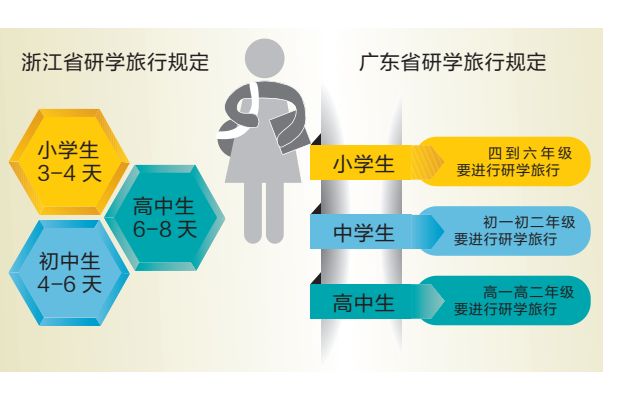 浙江省研学旅行规定
小学生
3-4 天
高中生
6-8 天
初中生
4-6 天
广东省研学旅行规定
小学生
四到六年级
要进行研学旅行
中学生
初一初二年级
要进行研学旅行
高中生
高一高二年级
要进行研学旅行